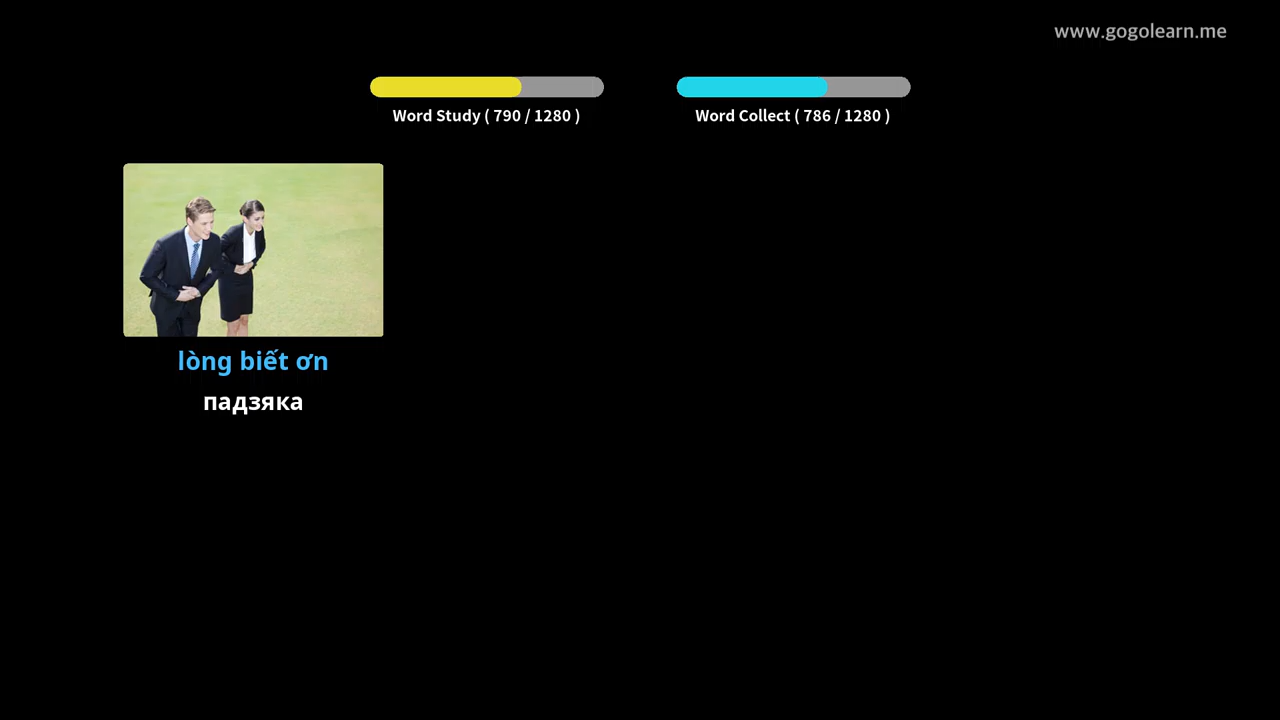 www.gogolearn.me
Word Study ( 790 / 1280 )
Word Collect ( 786 / 1280 )
lòng biết ơn
падзяка